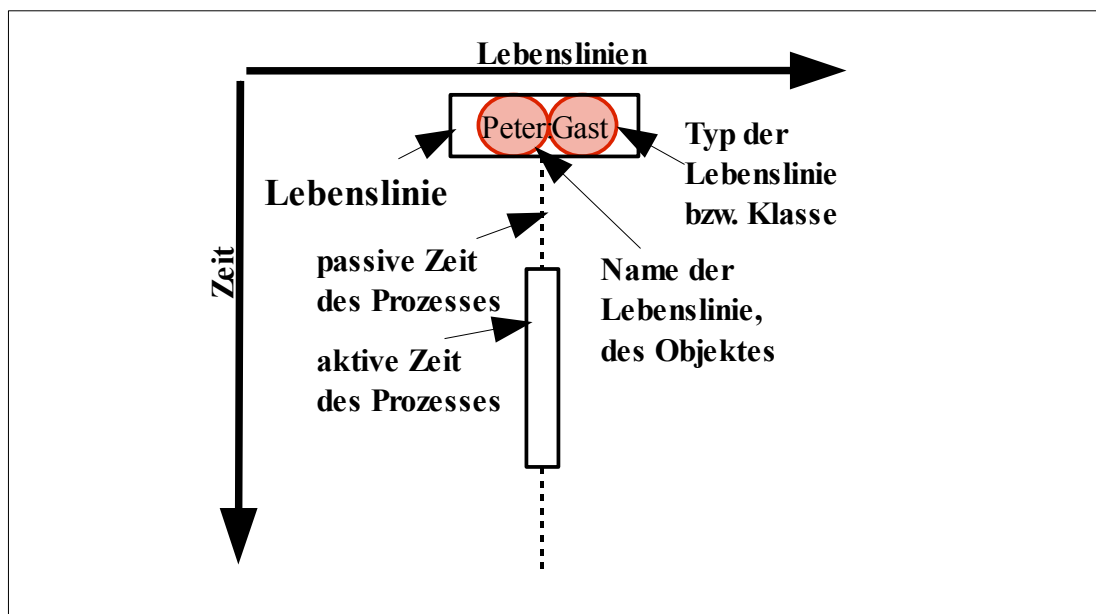 Lebenslinien
Peter:Gast
Typ der
Lebenslinie
bzw. Klasse
Lebenslinie
Zeit
passive Zeit
des Prozesses
Name der
Lebenslinie,
des Objektes
aktive Zeit
des Prozesses